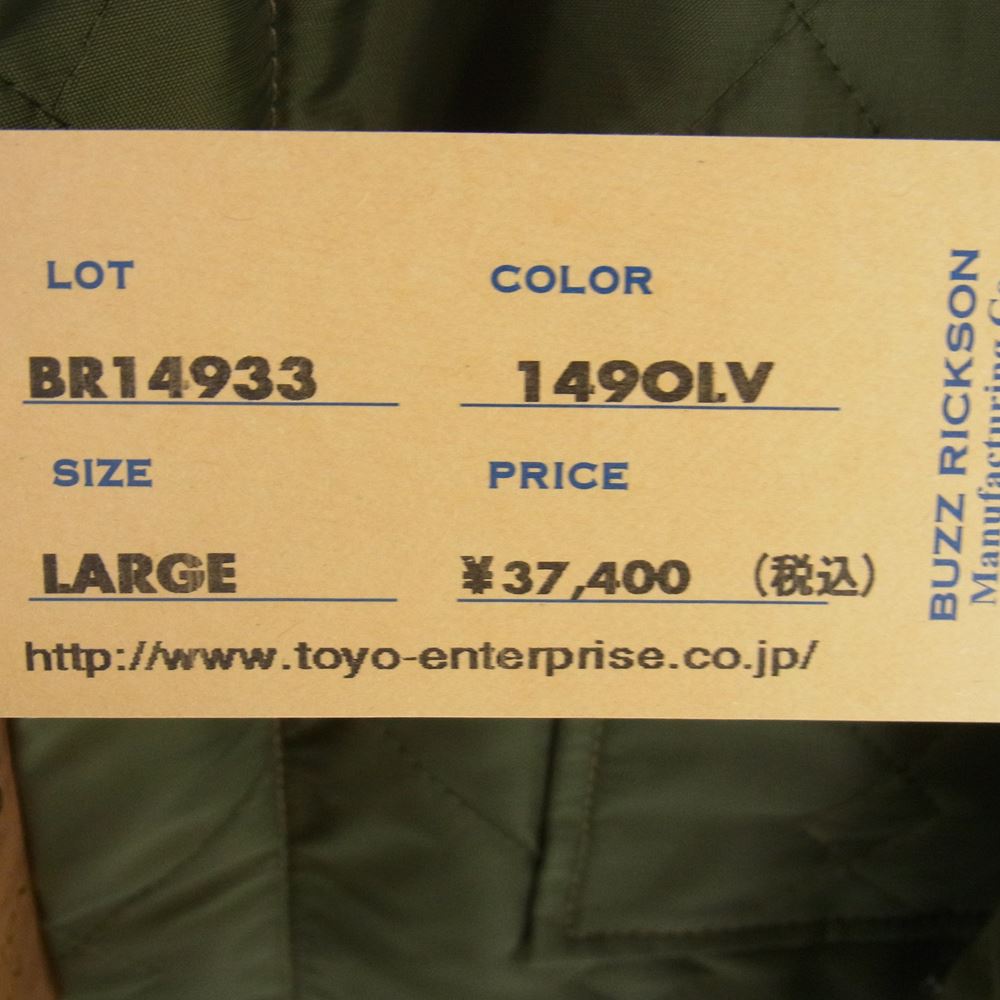 LOT
COLOR
BR14933
149OLV
SIZE
PRICE
LARGE
¥37,400 （税込）
http://www.toyo-enterprise.co.jp/
BUZZ RICKSON
Manufacturing